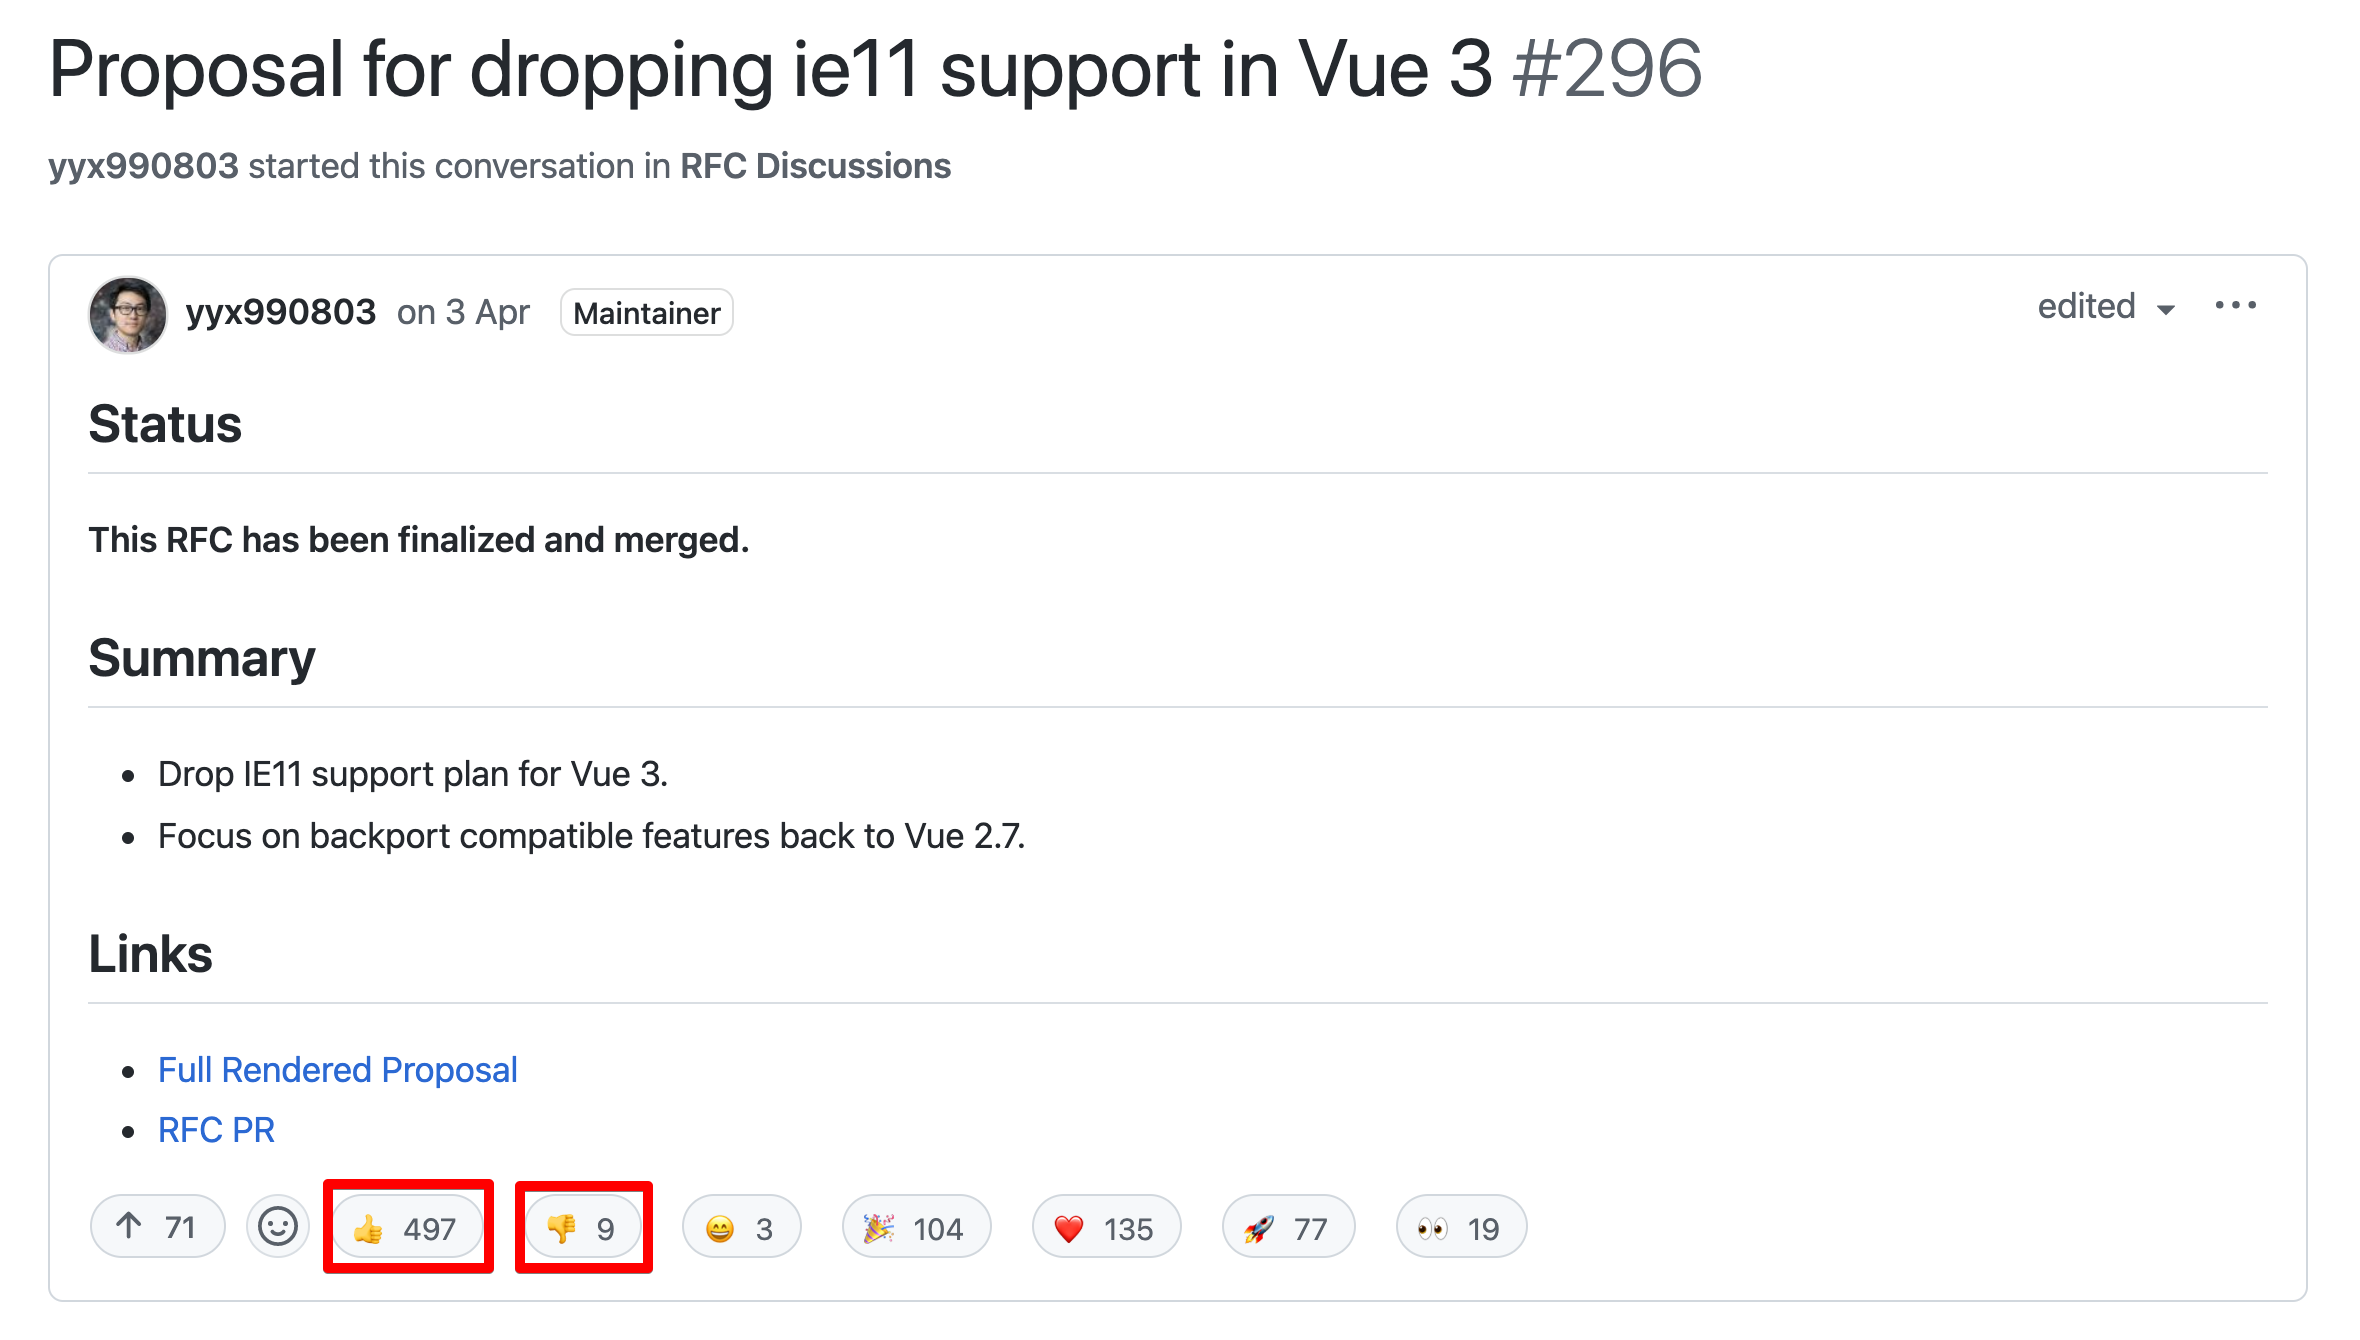 Proposal for dropping ie11 support in Vue 3 #296
yyx990803 started this conversation in RFC Discussions
yyx990803 on 3 Apr Maintainer edited
Status
This RFC has been finalized and merged.
Summary
Drop IE11 support plan for Vue 3.
Focus on backport compatible features back to Vue 2.7.
Links
Full Rendered Proposal
RFC PR
71 497 9 3 104 135 77 19